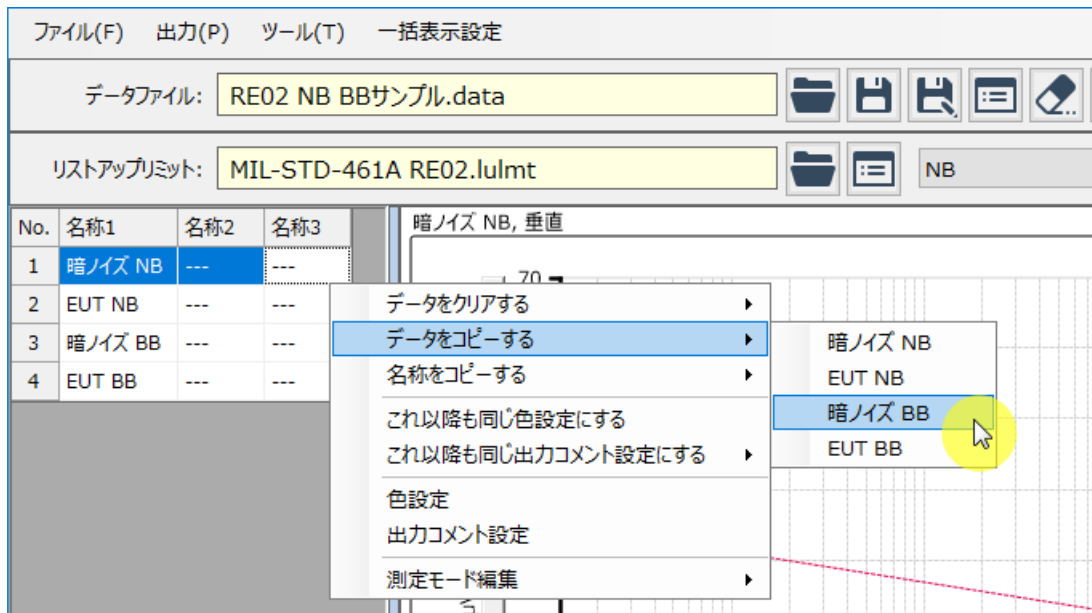 ファイル(F) 出力(P) ツール(T) 一括表示設定
データファイル: RE02 NB BBサンプル.data
リストアップリミット: MIL-STD-461A RE02.lulmt NB
No. 名称1 名称2 名称3
1 暗ノイズ NB --- ---
2 EUT NB --- ---
3 暗ノイズ BB --- ---
4 EUT BB --- ---
暗ノイズ NB, 垂直
70
データをクリアする
データをコピーする
名称をコピーする
これ以降も同じ色設定にする
これ以降も同じ出力コメント設定にする
色設定
出力コメント設定
測定モード編集
暗ノイズ NB
EUT NB
暗ノイズ BB
EUT BB